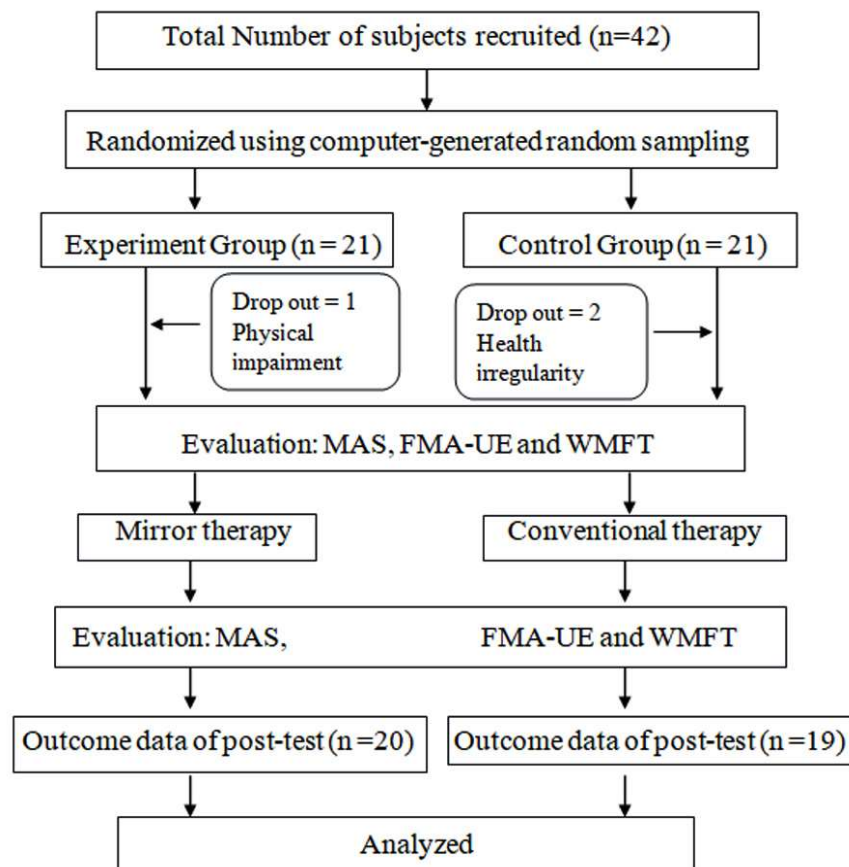 Total Number of subjects recruited (n=42)
Randomized using computer-generated random sampling
Experiment Group (n = 21)
Control Group (n = 21)
Drop out = 1
Physical
impairment
Drop out = 2
Health
irregularity
Evaluation: MAS, FMA-UE and WMFT
Mirror therapy
Conventional therapy
Evaluation: MAS, FMA-UE and WMFT
Outcome data of post-test (n =20)
Outcome data of post-test (n =19)
Analyzed